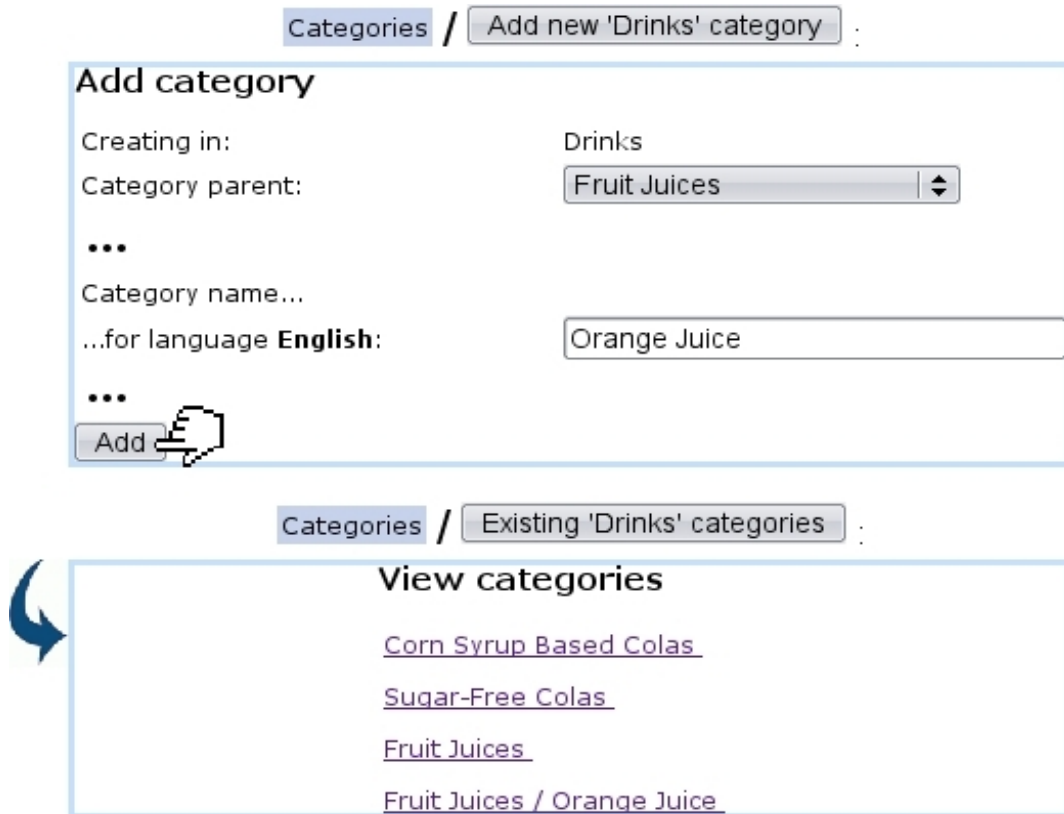 Categories / Add new 'Drinks' category :
Add category
Creating in: Drinks
Category parent: Fruit Juices
...
Category name...
...for language English: Orange Juice
...
Add
Categories / Existing 'Drinks' categories :
View categories
Corn Syrup Based Colas
Sugar-Free Colas
Fruit Juices
Fruit Juices / Orange Juice